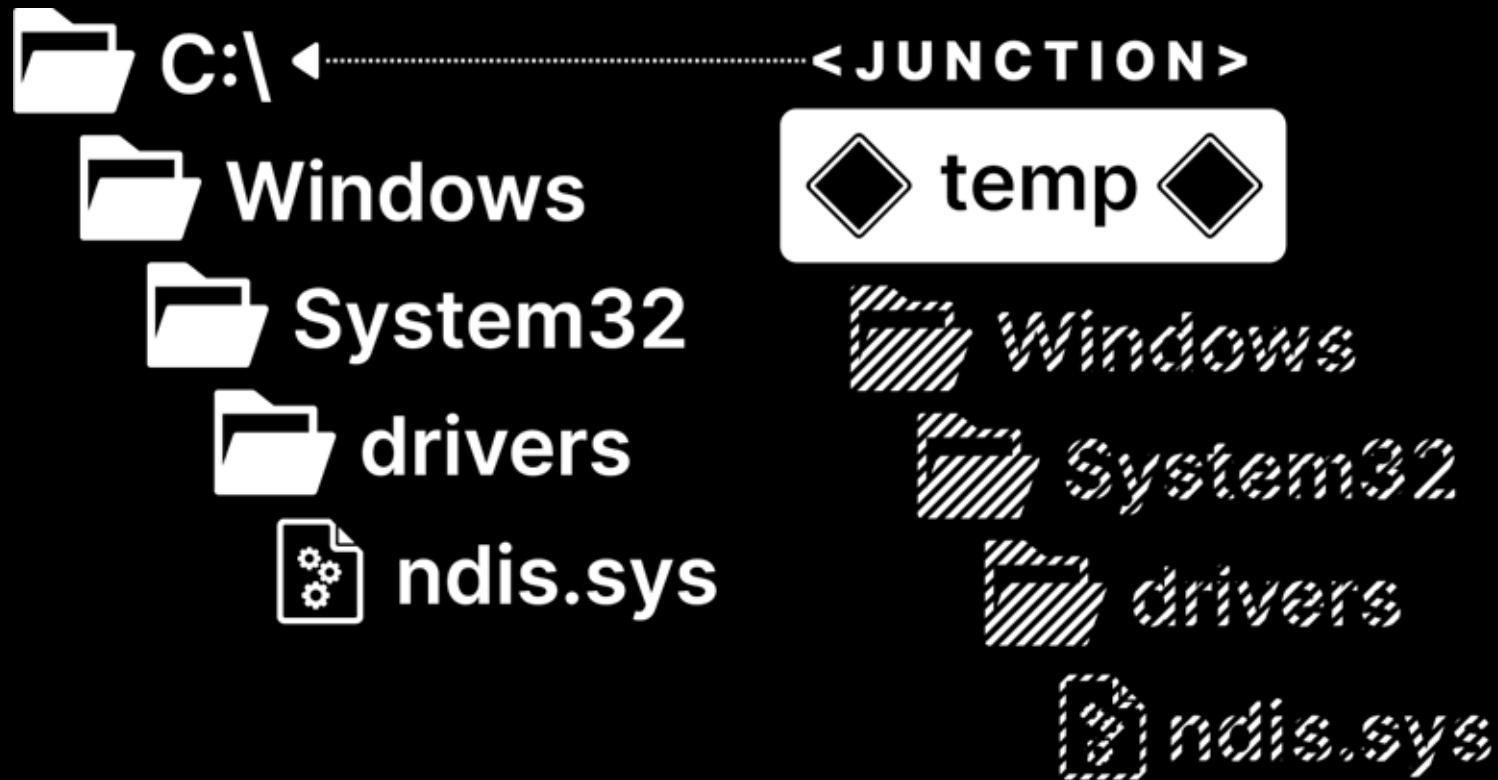 C:\ <JUNCTION>
temp
Windows
Windows
System32
System32
drivers
drivers
ndis.sys
ndis.sys